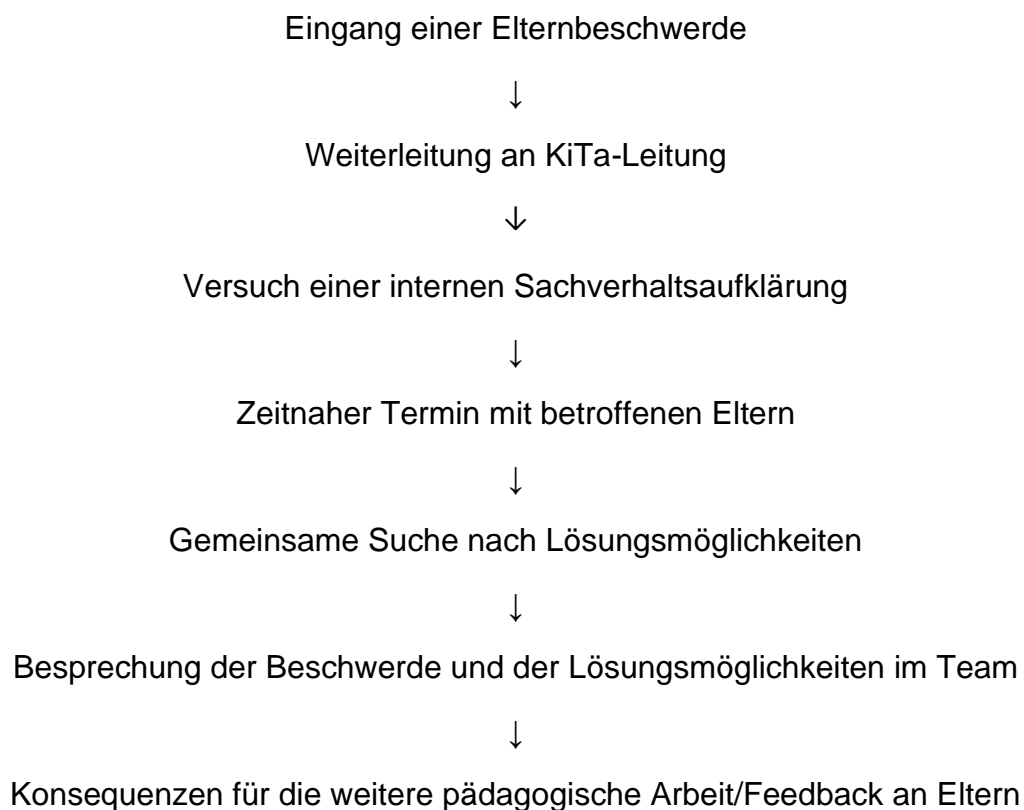 Eingang einer Elternbeschwerde
↓
Weiterleitung an KiTa-Leitung
↓
Versuch einer internen Sachverhaltsaufklärung
↓
Zeitnaher Termin mit betroffenen Eltern
↓
Gemeinsame Suche nach Lösungsmöglichkeiten
↓
Besprechung der Beschwerde und der Lösungsmöglichkeiten im Team
↓
Konsequenzen für die weitere pädagogische Arbeit/Feedback an Eltern